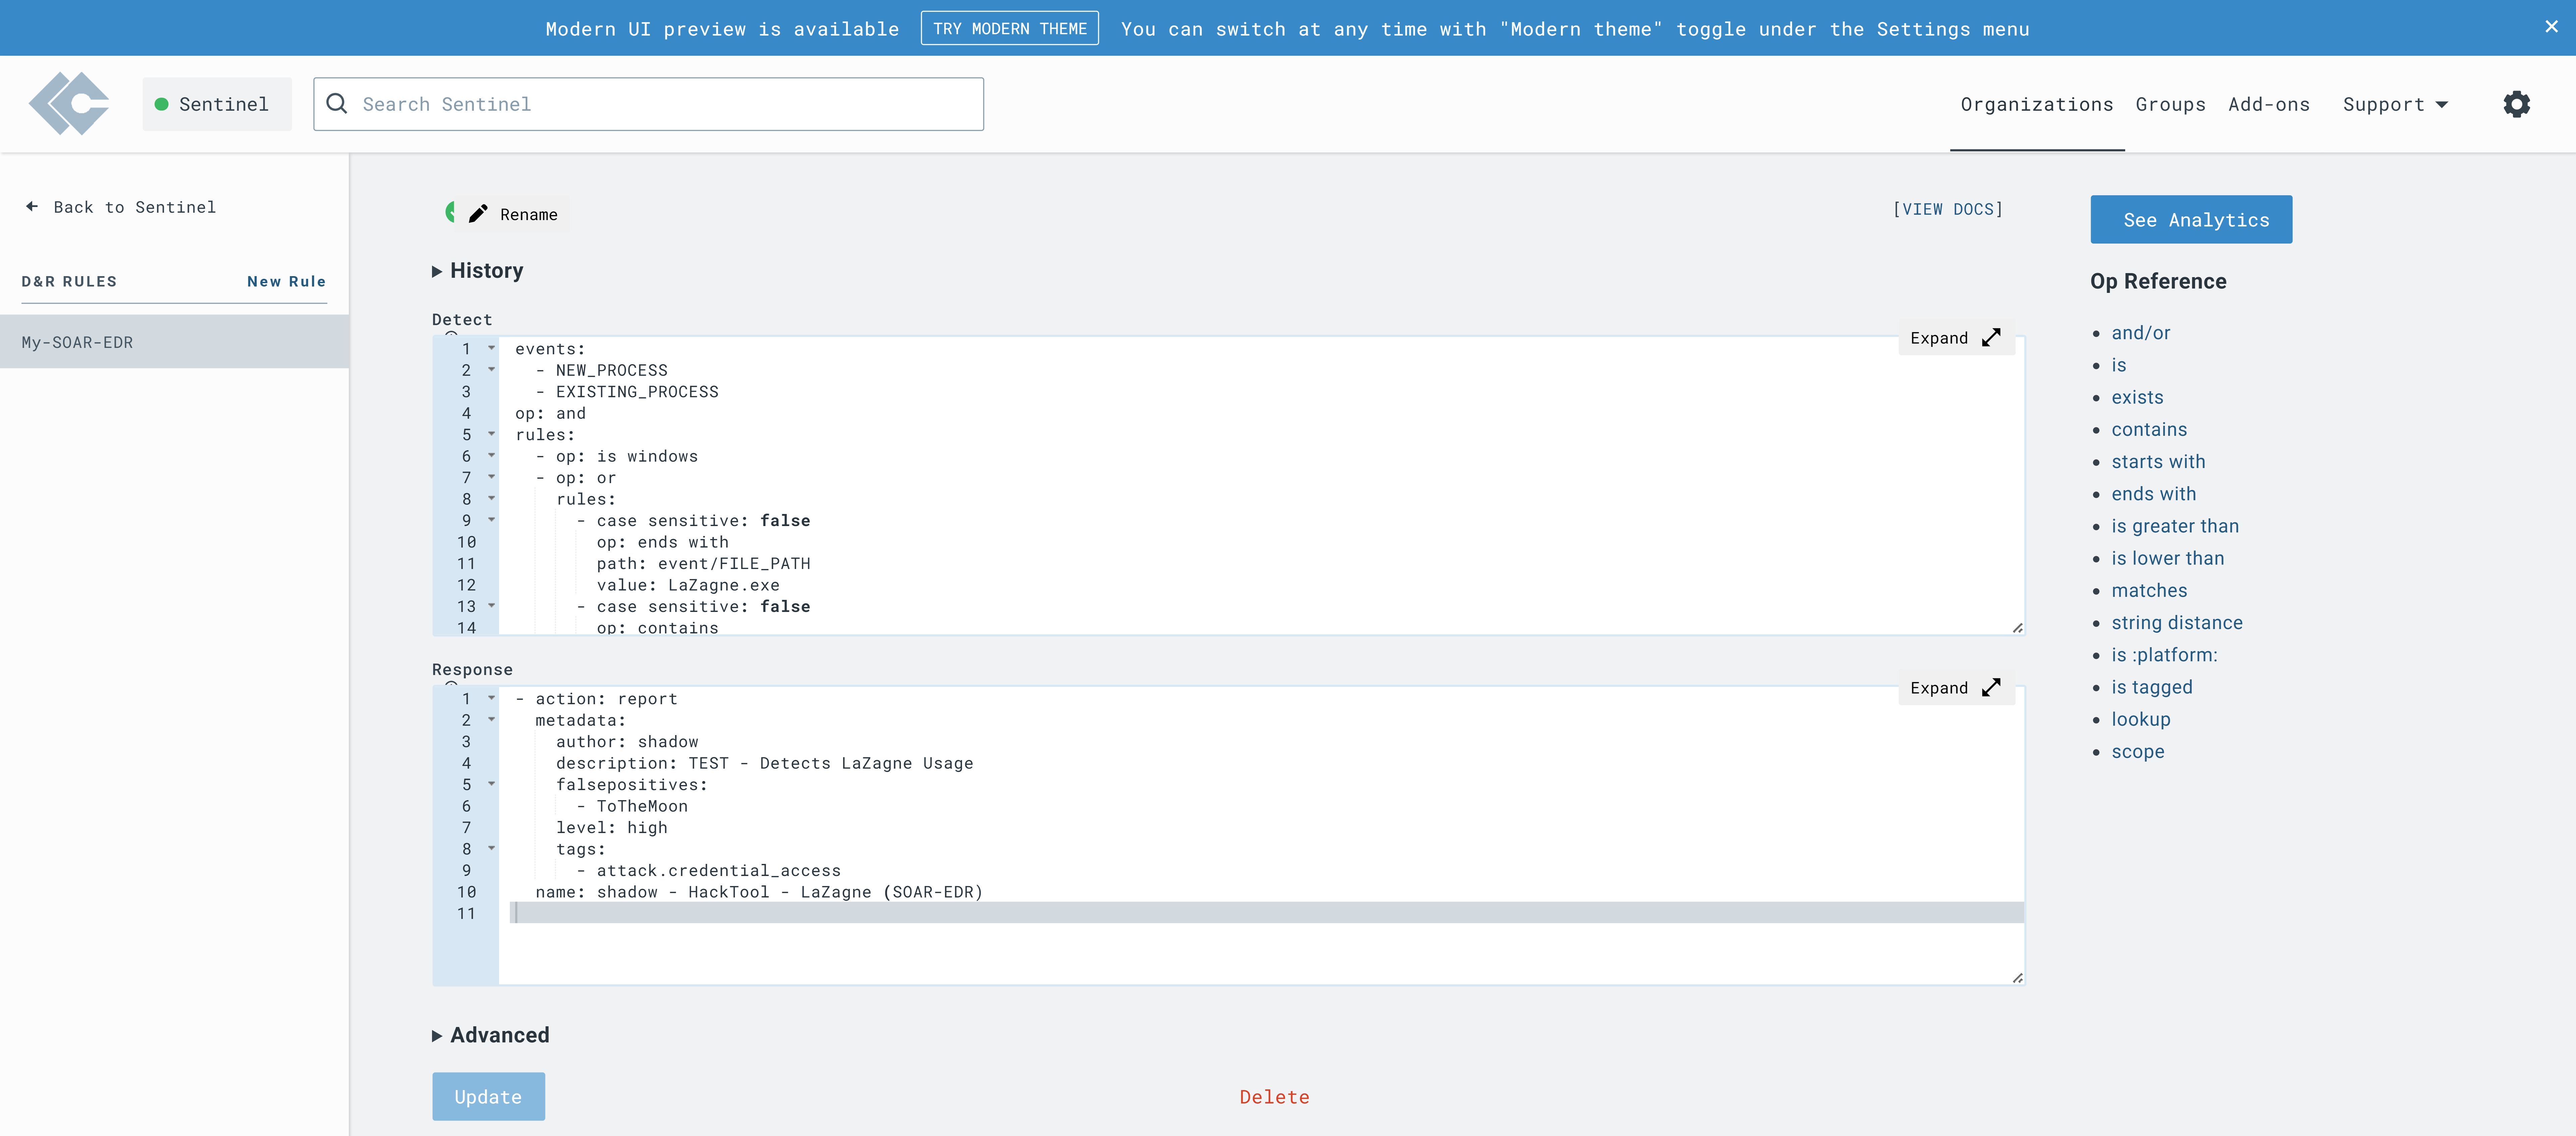 Modern UI preview is available TRY MODERN THEME You can switch at any time with "Modern theme" toggle under the Settings menu
Sentinel
Search Sentinel
Organizations Groups Add-ons Support
Back to Sentinel
D&R RULES New Rule
My-SOAR-EDR
Rename
[VIEW DOCS]
History
Detect
Expand
1 events:
2   - NEW_PROCESS
3   - EXISTING_PROCESS
4 op: and
5 rules:
6   - op: is windows
7   - op: or
8     rules:
9       - case sensitive: false
10         op: ends with
11         path: event/FILE_PATH
12         value: LaZagne.exe
13       - case sensitive: false
14         op: contains
Response
Expand
1 - action: report
2   metadata:
3     author: shadow
4     description: TEST - Detects LaZagne Usage
5     falsepositives:
6       - ToTheMoon
7     level: high
8     tags:
9       - attack.credential_access
10   name: shadow - HackTool - LaZagne (SOAR-EDR)
11
Advanced
Update
Delete
See Analytics
Op Reference
and/or
is
exists
contains
starts with
ends with
is greater than
is lower than
matches
string distance
is :platform:
is tagged
lookup
scope